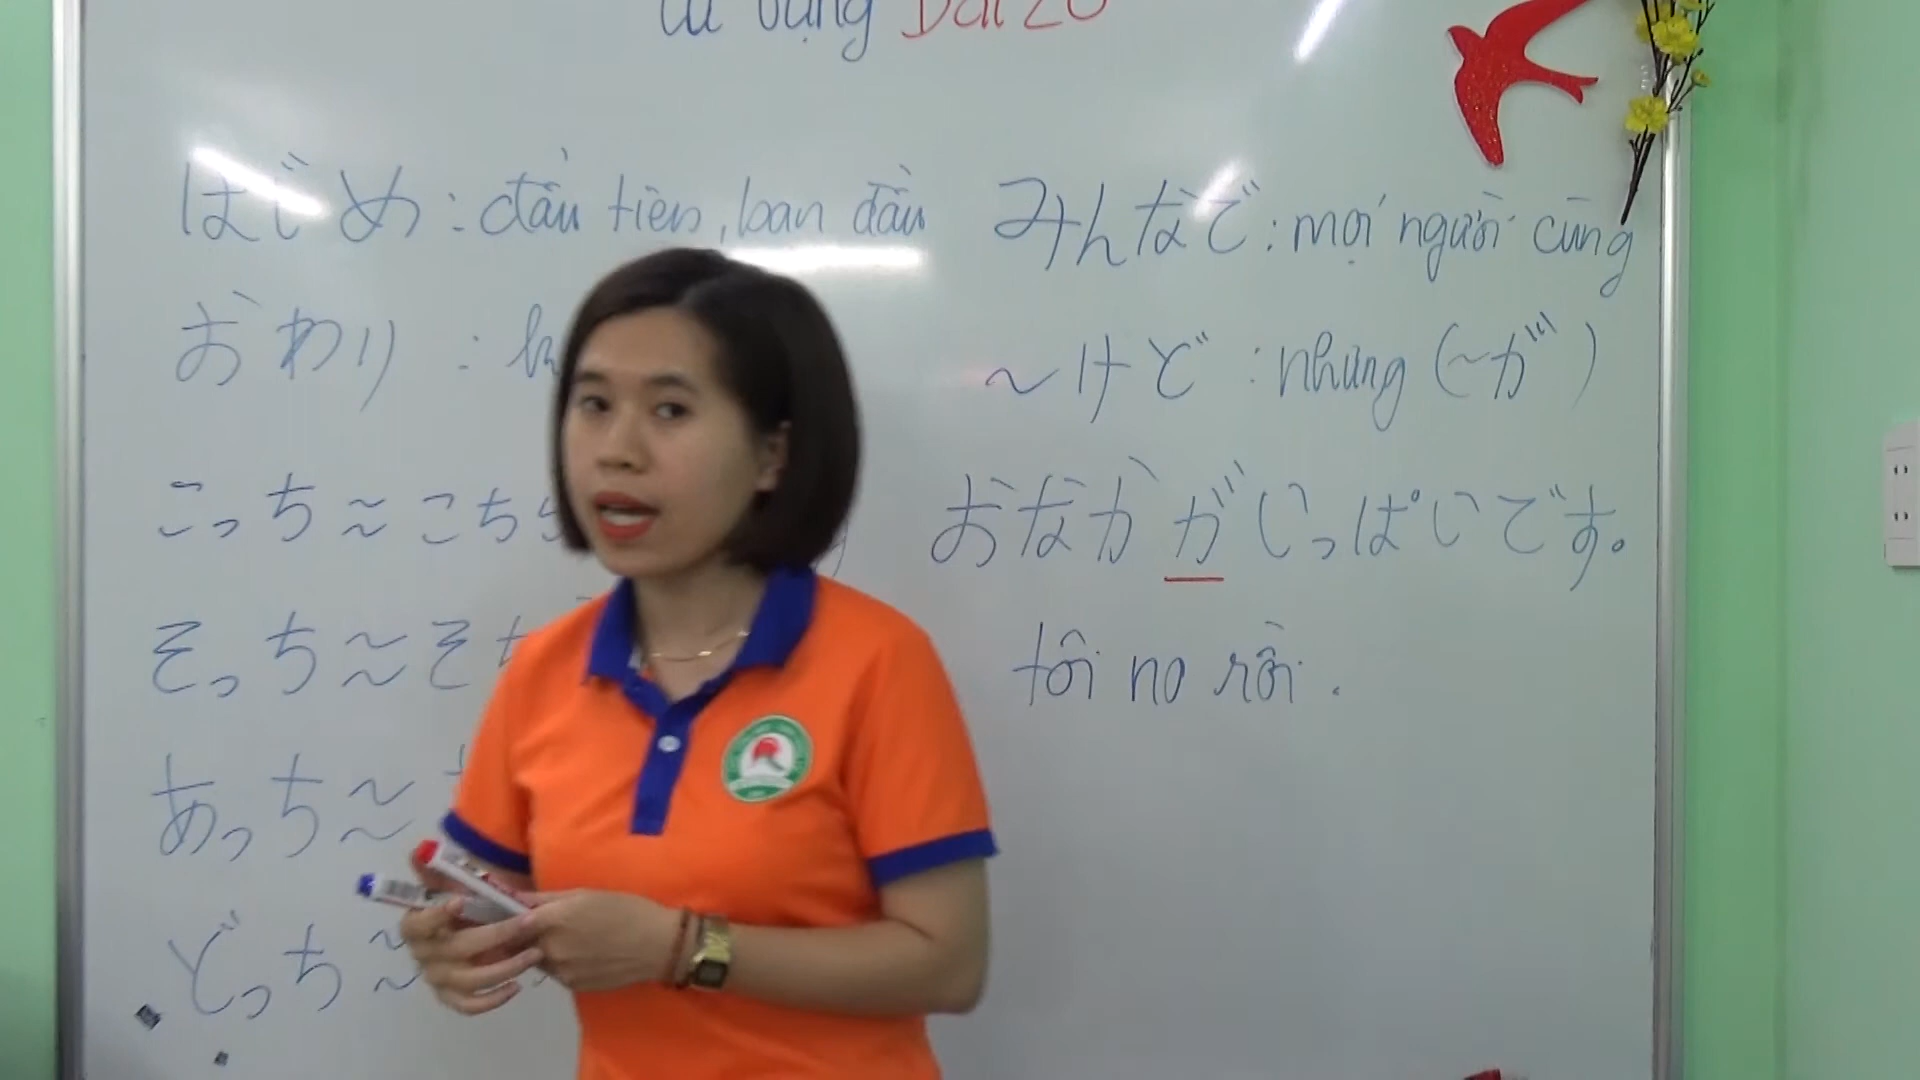 từ vựng Bài 20
はじめ : đầu tiên, ban đầu
おわり :
こっち ≈ こちら
そっち ≈ そち
あっち ≈
どっち ≈
みんなで : mọi người cùng
～けど : nhưng (～が)
おなかがいっぱいです。
tôi no rồi.